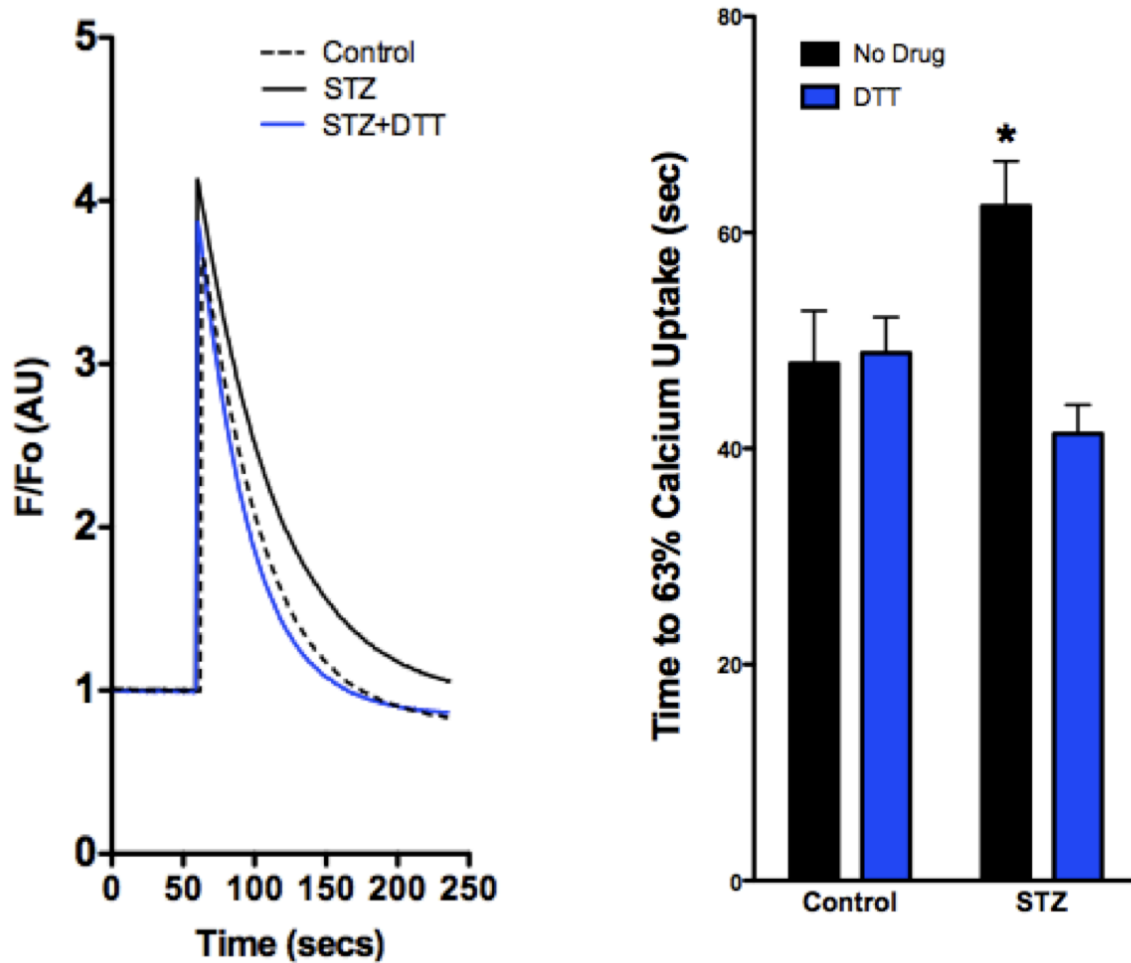 5
4
3
2
1
0
F/Fo (AU)
Control
STZ
STZ+DTT
0 50 100 150 200 250
Time (secs)
80
60
40
20
0
Time to 63% Calcium Uptake (sec)
No Drug
DTT
*
Control STZ